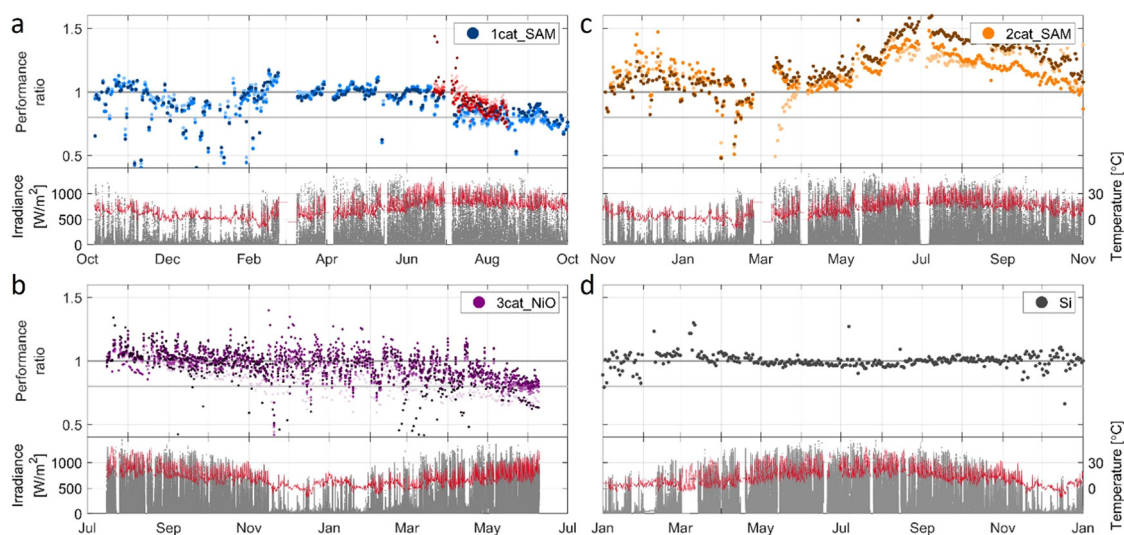 a
1.5
1
0.5
Performance
ratio
1cat_SAM
1000
500
0
Irradiance
[W/m²]
Oct Dec Feb Apr Jun Aug Oct
c
2cat_SAM
30
0
Temperature [°C]
Nov Jan Mar May Jul Sep Nov
b
1.5
1
0.5
Performance
ratio
3cat_NiO
1000
500
0
Irradiance
[W/m²]
Jul Sep Nov Jan Mar May Jul
d
Si
30
0
Temperature [°C]
Jan Mar May Jul Sep Nov Jan